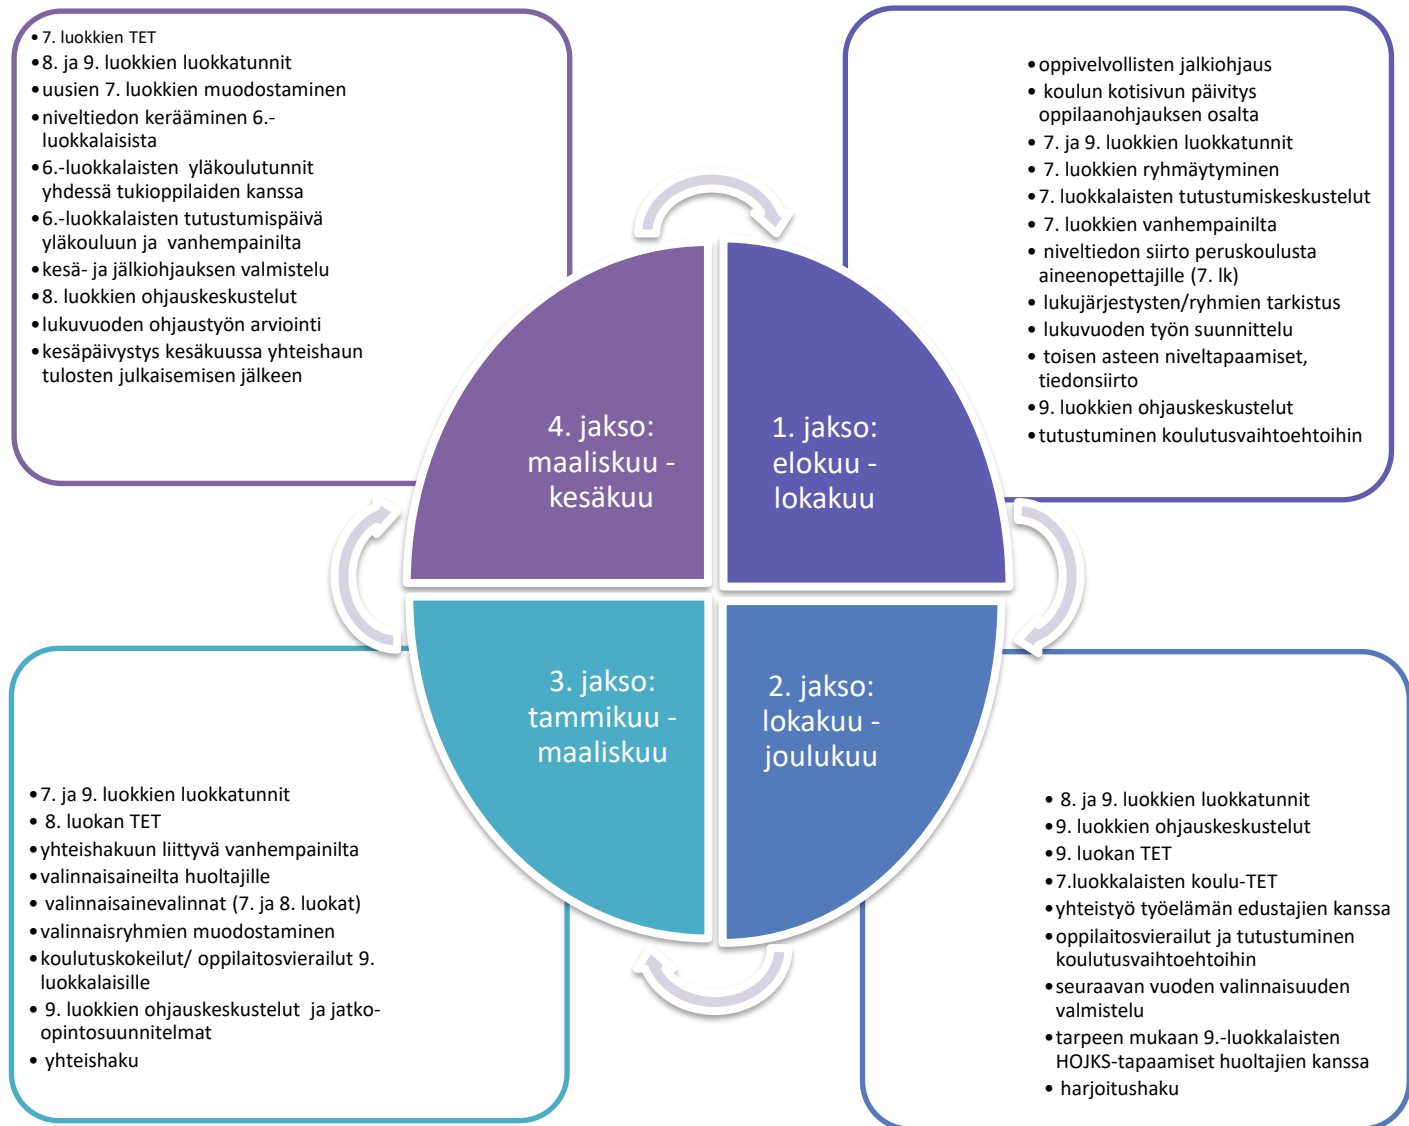 • 7. luokkien TET
• 8. ja 9. luokkien luokkatunnit
• uusien 7. luokkien muodostaminen
• niveltiedon kerääminen 6.-
luokkalaisista
• 6.-luokkalaisten yläkoulutunnit
yhdessä tukioppilaiden kanssa
• 6.-luokkalaisten tutustumispäivä
yläkouluun ja vanhempainilta
• kesä- ja jälkiohjauksen valmistelu
• 8. luokkien ohjauskeskustelut
• lukuvuoden ohjaustyön arviointi
• kesäpäivystys kesäkuussa yhteishaun
tulosten julkaisemisen jälkeen
• oppivelvollisten jalkiohjaus
• koulun kotisivun päivitys
oppilaanohjauksen osalta
• 7. ja 9. luokkien luokkatunnit
• 7. luokkien ryhmäytyminen
• 7. luokkalaisten tutustumiskeskustelut
• 7. luokkien vanhempainilta
• niveltiedon siirto peruskoulusta
aineenopettajille (7. lk)
• lukujärjestysten/ryhmien tarkistus
• lukuvuoden työn suunnittelu
• toisen asteen niveltapaamiset,
tiedonsiirto
• 9. luokkien ohjauskeskustelut
• tutustuminen koulutusvaihtoehtoihin
4. jakso:
maaliskuu -
kesäkuu
1. jakso:
elokuu -
lokakuu
3. jakso:
tammikuu -
maaliskuu
2. jakso:
lokakuu -
joulukuu
• 7. ja 9. luokkien luokkatunnit
• 8. luokan TET
• yhteishakuun liittyvä vanhempainilta
• valinnaisaineilta huoltajille
• valinnaisainevalinnat (7. ja 8. luokat)
• valinnaisryhmien muodostaminen
• koulutuskokeilut/ oppilaitosvierailut 9.
luokkalaisille
• 9. luokkien ohjauskeskustelut ja jatko-
opintosuunnitelmat
• yhteishaku
• 8. ja 9. luokkien luokkatunnit
• 9. luokkien ohjauskeskustelut
• 9. luokan TET
• 7.luokkalaisten koulu-TET
• yhteistyö työelämän edustajien kanssa
• oppilaitosvierailut ja tutustuminen
koulutusvaihtoehtoihin
• seuraavan vuoden valinnaisuuden
valmistelu
• tarpeen mukaan 9.-luokkalaisten
HOJKS-tapaamiset huoltajien kanssa
• harjoitushaku